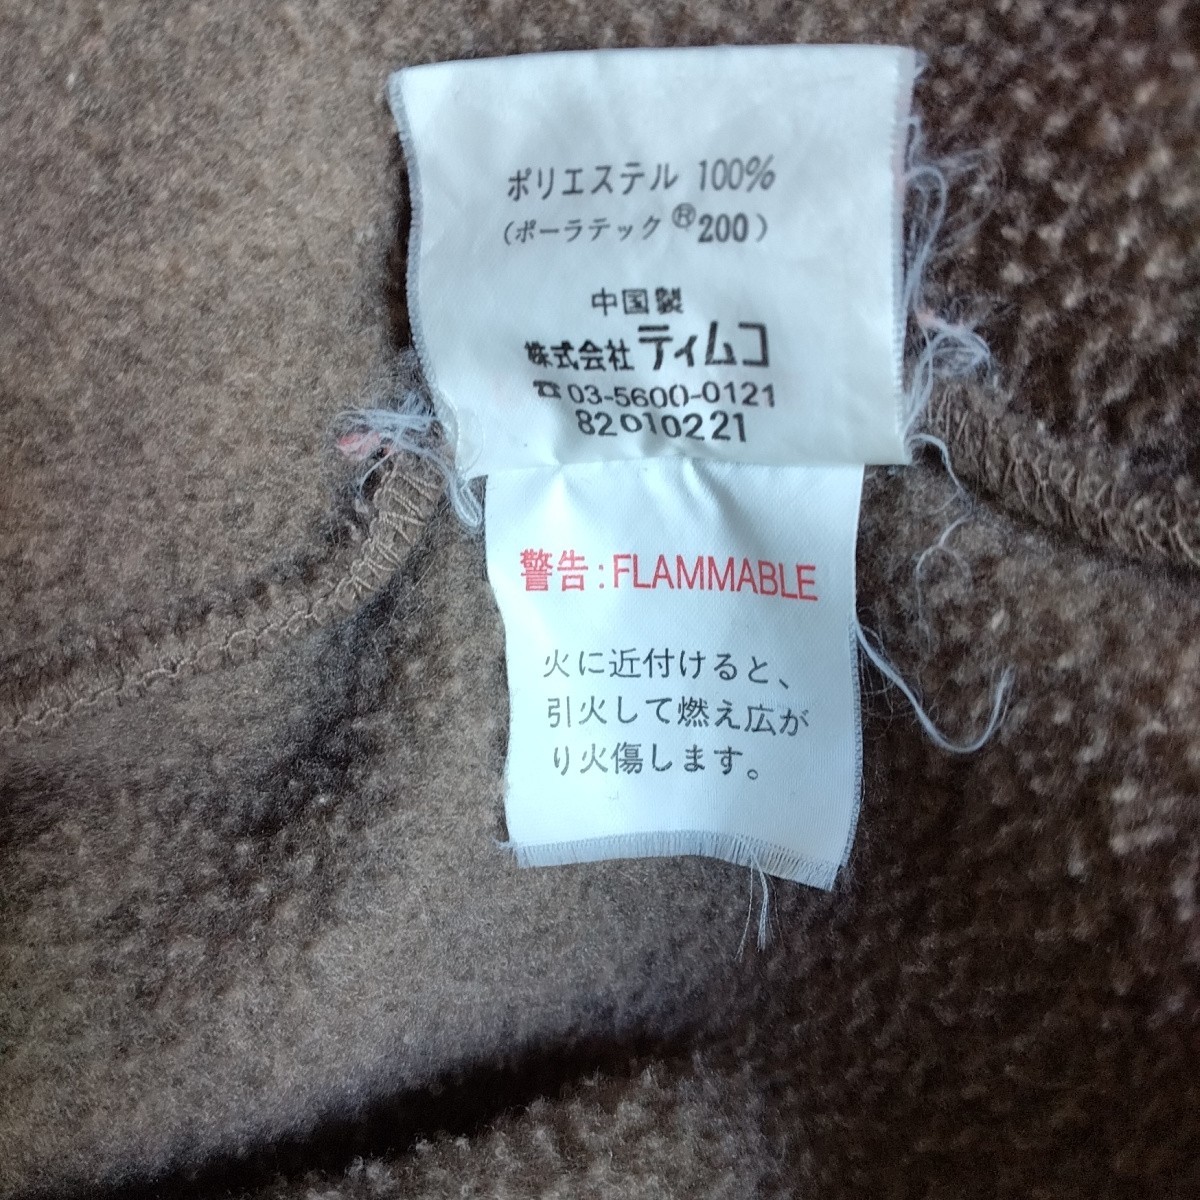 ポリエステル 100%
(ポーラテック®200)
中国製
株式会社ティムコ
☎03-5600-0121
82010221
警告:FLAMMABLE
火に近付けると、
引火して燃え広が
り火傷します。